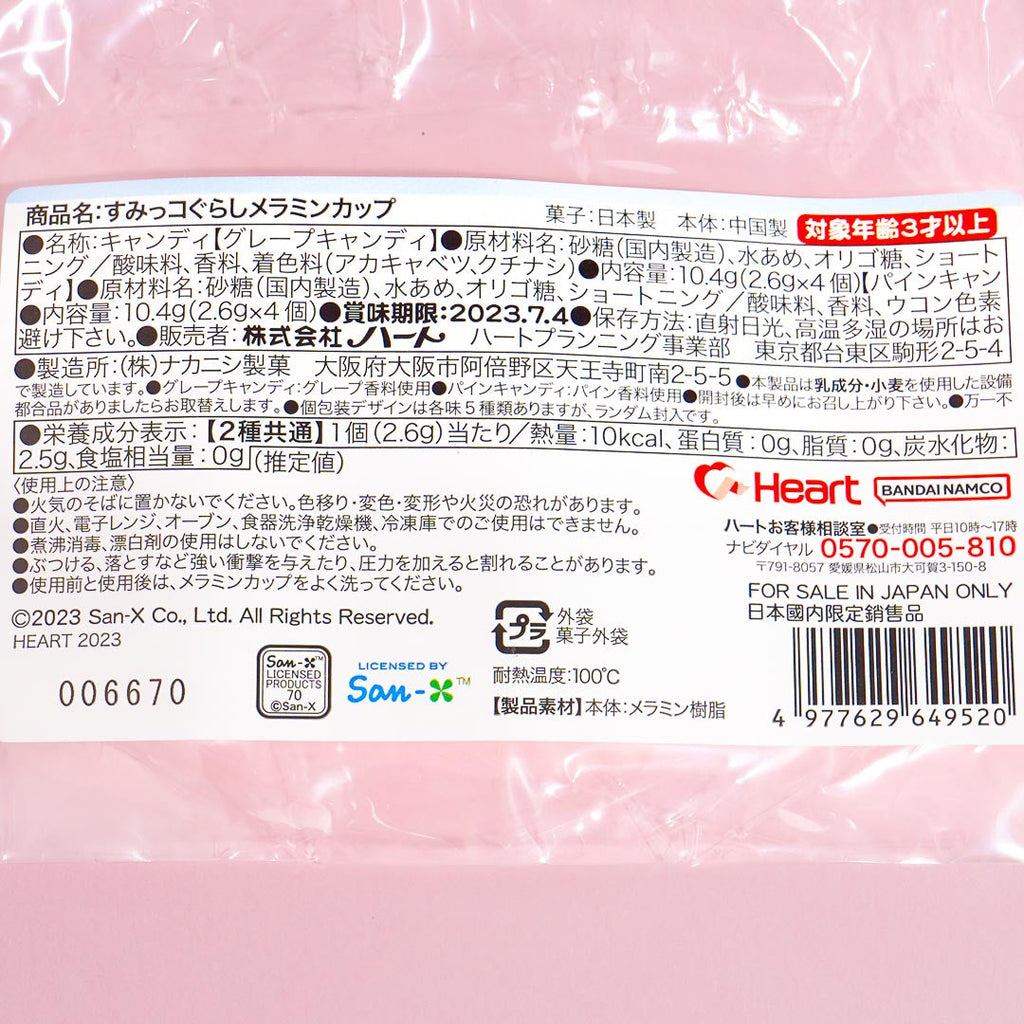 商品名:すみっコぐらしメラミンカップ 菓子:日本製 本体:中国製 対象年齢3才以上
●名称:キャンディ【グレープキャンディ】●原材料名:砂糖(国内製造)、水あめ、オリゴ糖、ショート
ニング/酸味料、香料、着色料(アカキャベツ、クチナシ)●内容量:10.4g(2.6g×4個)【パインキャン
ディ】●原材料名:砂糖(国内製造)、水あめ、オリゴ糖、ショートニング/酸味料、香料、ウコン色素
●内容量:10.4g(2.6g×4個)●賞味期限:2023.7.4●保存方法:直射日光、高温多湿の場所はお
避け下さい。●販売者:株式会社ハート ハートプランニング事業部 東京都台東区駒形2-5-4
●製造所:(株)ナカニシ製菓 大阪府大阪市阿倍野区天王寺町南2-5-5●本製品は乳成分・小麦を使用した設備
で製造しています。●グレープキャンディ:グレープ香料使用●パインキャンディ:パイン香料使用●開封後は早めにお召し上がり下さい。●万一不
都合品がありましたらお取替えします。●個包装デザインは各味5種類ありますが、ランダム封入です。
●栄養成分表示:【2種共通】1個(2.6g)当たり/熱量:10kcal、蛋白質:0g、脂質:0g、炭水化物:
2.5g、食塩相当量:0g(推定値)
〈使用上の注意〉
●火気のそばに置かないでください。色移り・変色・変形や火災の恐れがあります。
●直火、電子レンジ、オーブン、食器洗浄乾燥機、冷凍庫でのご使用はできません。
●煮沸消毒、漂白剤の使用はしないでください。
●ぶつける、落とすなど強い衝撃を与えたり、圧力を加えると割れることがあります。
●使用前と使用後は、メラミンカップをよく洗ってください。
Heart BANDAI NAMCO
ハートお客様相談室●受付時間 平日10時〜17時
ナビダイヤル 0570-005-810
〒791-8057 愛媛県松山市大可賀3-150-8
FOR SALE IN JAPAN ONLY
日本國内限定銷售品
©2023 San-X Co., Ltd. All Rights Reserved.
HEART 2023
006670
San-X™
LICENSED
PRODUCTS
70
©San-X
LICENSED BY
San-X™
プラ
外袋
菓子外袋
耐熱温度:100℃
【製品素材】本体:メラミン樹脂
4 977629 649520